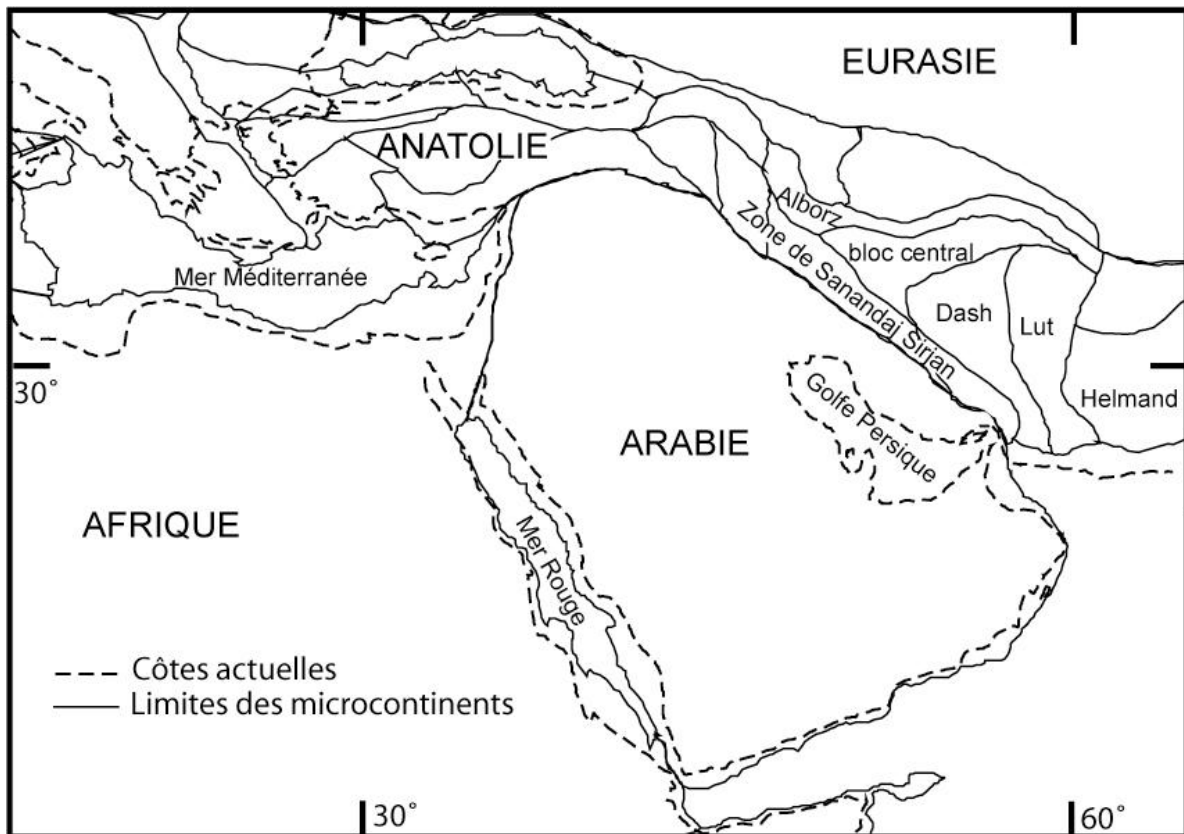 EURASIE
ANATOLIE
Alborz
Zone de Sanandaj Sirjan
bloc central
Mer Méditerranée
Dash
Lut
30°
Helmand
Golfe Persique
ARABIE
AFRIQUE
Mer Rouge
Côtes actuelles
Limites des microcontinents
30°
60°